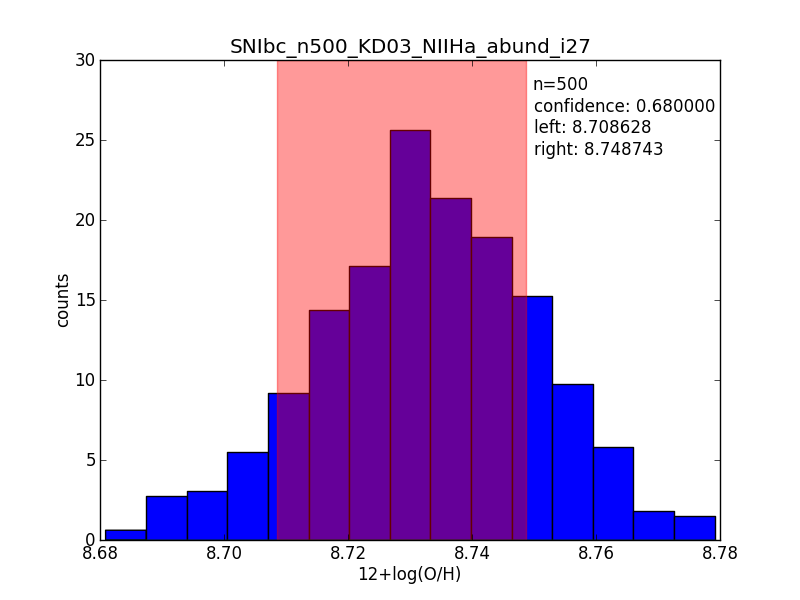 SNIbc_n500_KD03_NIIHa_abund_i27
30
n=500
confidence: 0.680000
left: 8.708628
right: 8.748743
25
20
15
10
5
0
counts
8.68 8.70 8.72 8.74 8.76 8.78
12+log(O/H)